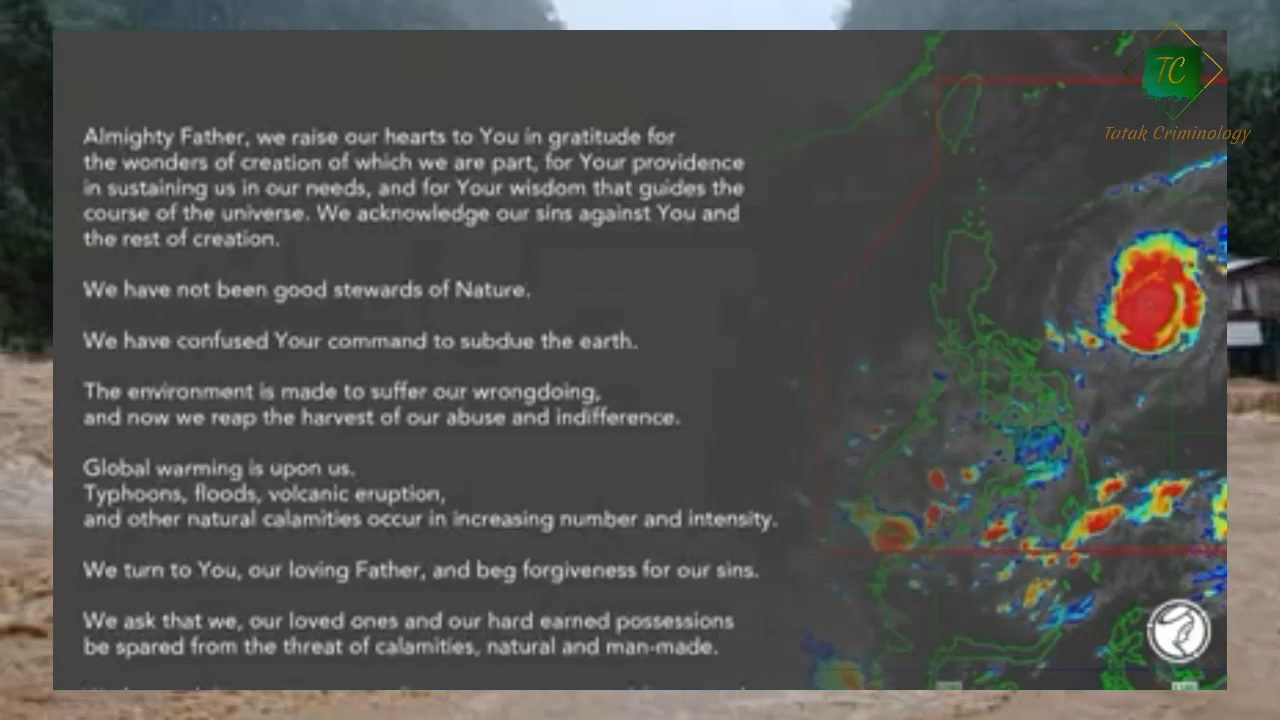 TC
Tatak Criminology
Almighty Father, we raise our hearts to You in gratitude for
the wonders of creation of which we are part, for Your providence
in sustaining us in our needs, and for Your wisdom that guides the
course of the universe. We acknowledge our sins against You and
the rest of creation.
We have not been good stewards of Nature.
We have confused Your command to subdue the earth.
The environment is made to suffer our wrongdoing,
and now we reap the harvest of our abuse and indifference.
Global warming is upon us.
Typhoons, floods, volcanic eruption,
and other natural calamities occur in increasing number and intensity.
We turn to You, our loving Father, and beg forgiveness for our sins.
We ask that we, our loved ones and our hard earned possessions
be spared from the threat of calamities, natural and man-made.